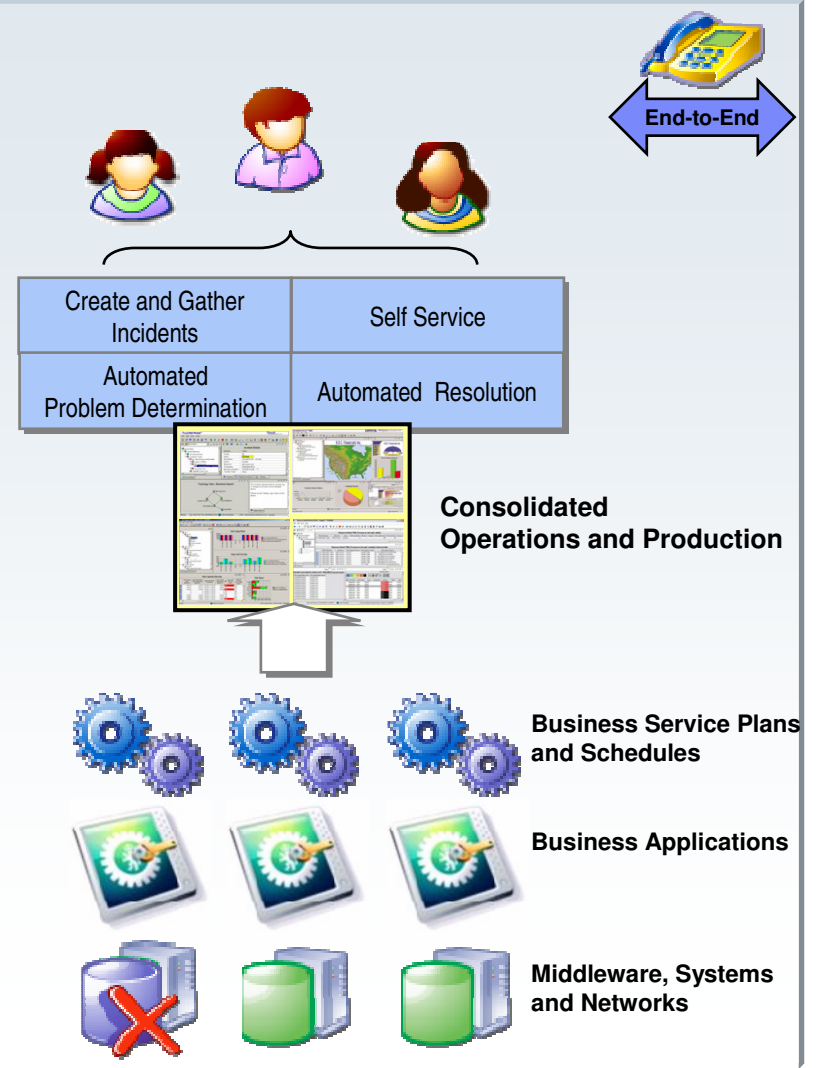 End-to-End
Create and Gather
Incidents
Self Service
Automated
Problem Determination
Automated Resolution
Consolidated
Operations and Production
Business Service Plans
and Schedules
Business Applications
Middleware, Systems
and Networks